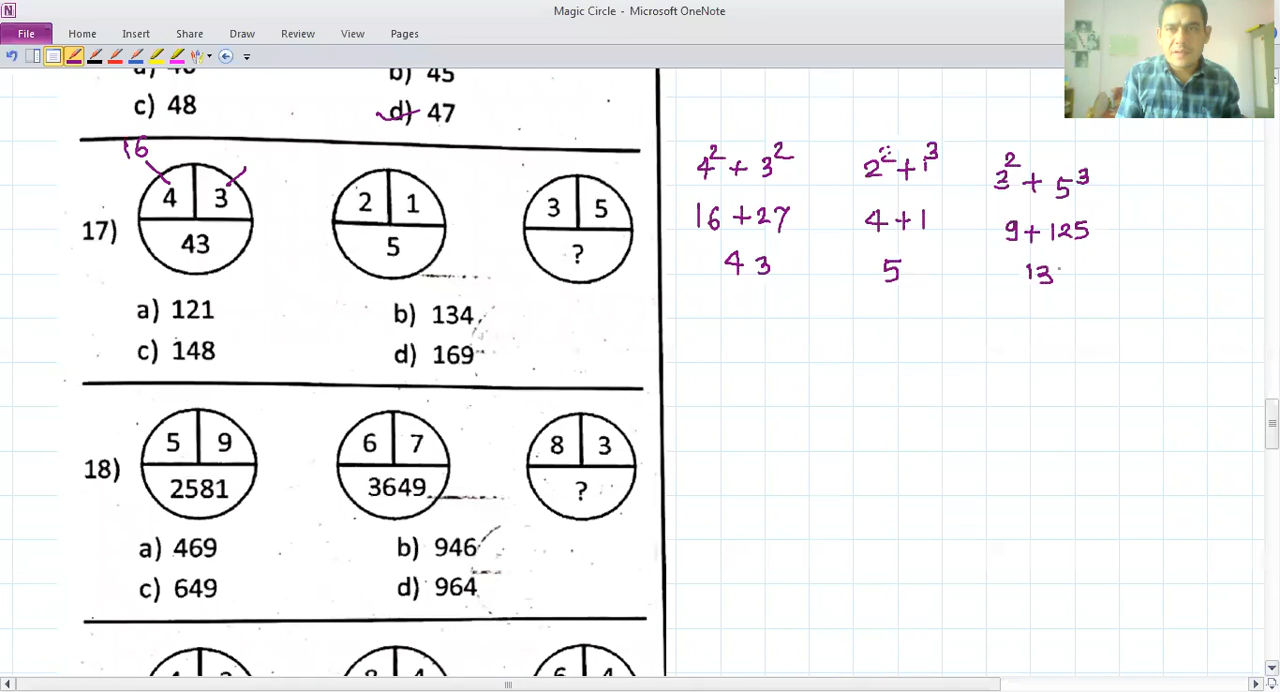 Magic Circle - Microsoft OneNote
File Home Insert Share Draw Review View Pages
b) 45
c) 48 d) 47
16
17) 4 3 43 2 1 5 3 5 ?
a) 121 b) 134
c) 148 d) 169
18) 5 9 2581 6 7 3649 8 3 ?
a) 469 b) 946
c) 649 d) 964
4² + 3² 2² + 1³ 3² + 5³
16 + 27 4 + 1 9 + 125
43 5 13